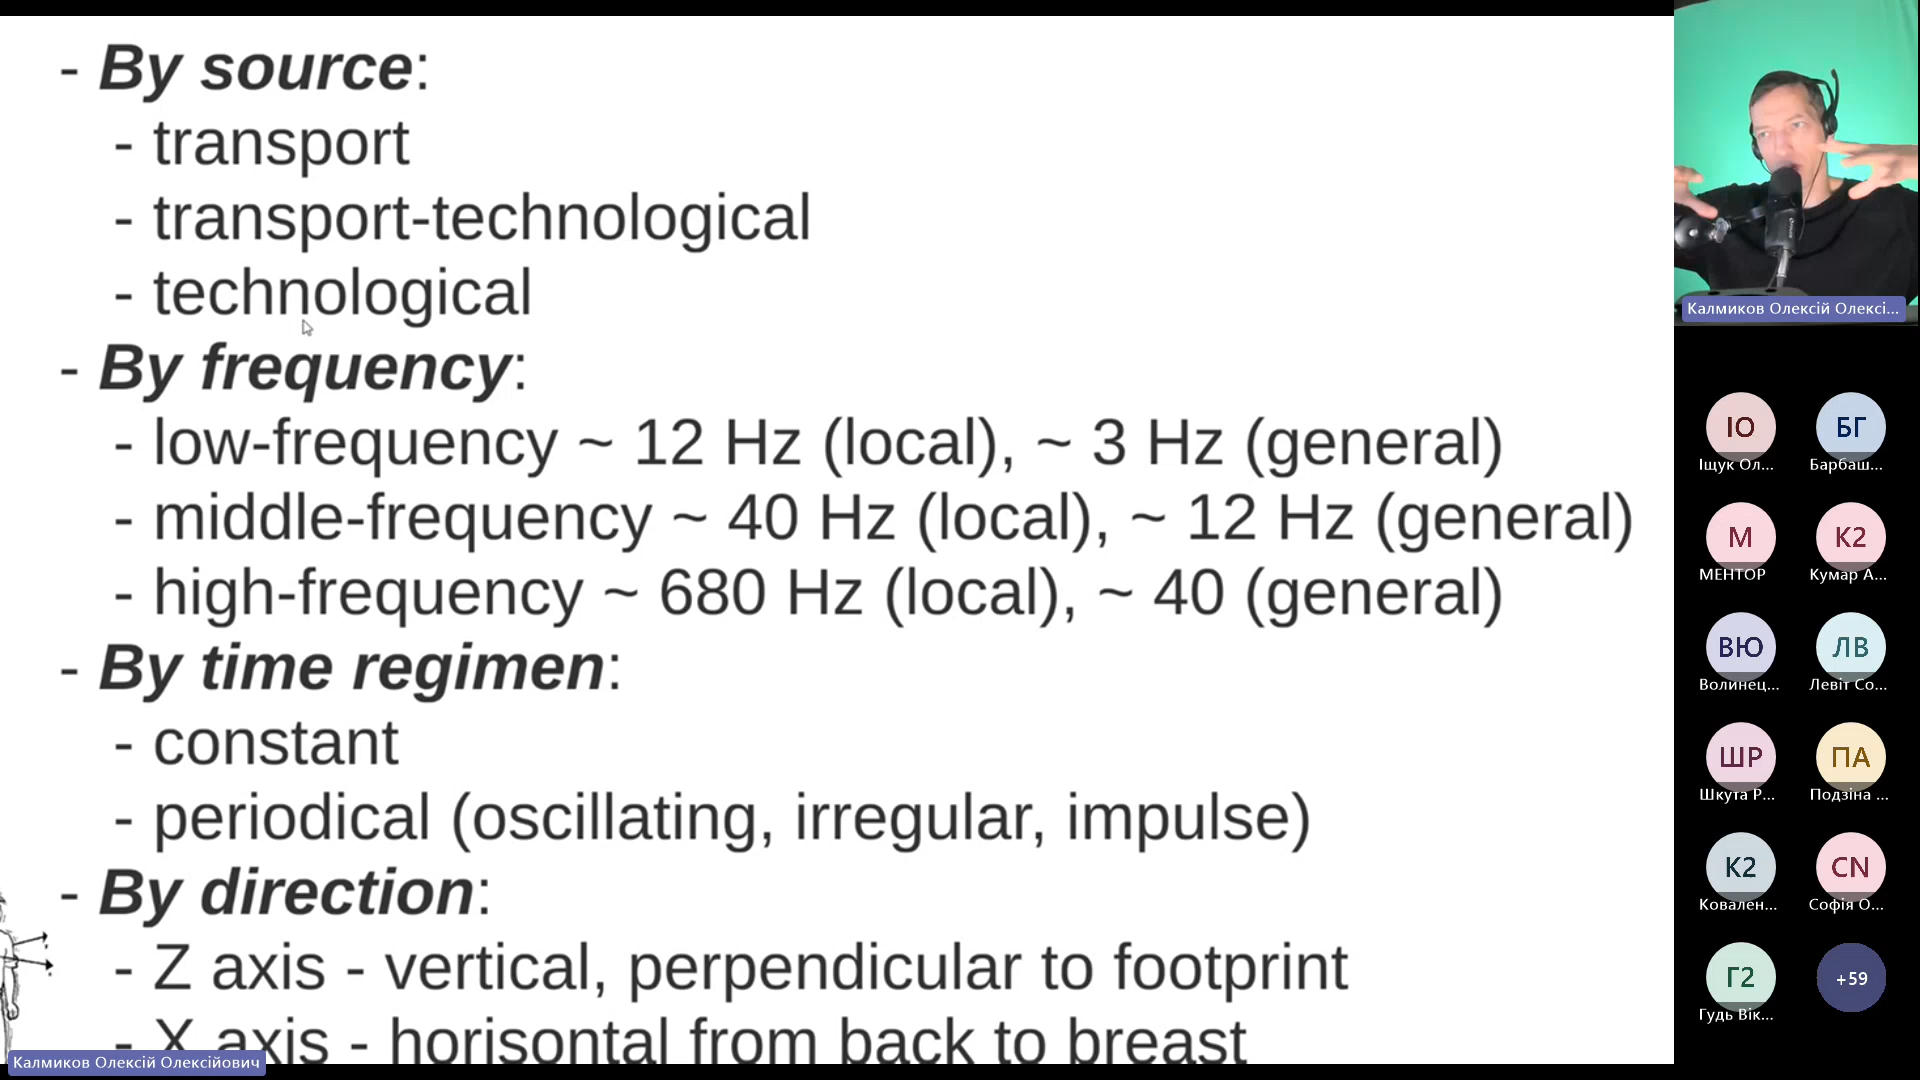 - By source:
- transport
- transport-technological
- technological
- By frequency:
- low-frequency ~ 12 Hz (local), ~ 3 Hz (general)
- middle-frequency ~ 40 Hz (local), ~ 12 Hz (general)
- high-frequency ~ 680 Hz (local), ~ 40 (general)
- By time regimen:
- constant
- periodical (oscillating, irregular, impulse)
- By direction:
- Z axis - vertical, perpendicular to footprint
- X axis - horisontal from back to breast
Калмиков Олексій Олексійович
Калмиков Олексій Олексі...
ІО
Іщук Ол...
БГ
Барбаш...
М
МЕНТОР
К2
Кумар А...
ВЮ
Волинец...
ЛВ
Левіт Со...
ШР
Шкута Р...
ПА
Подзіна ...
К2
Ковален...
СN
Софія О...
Г2
Гудь Вік...
+59